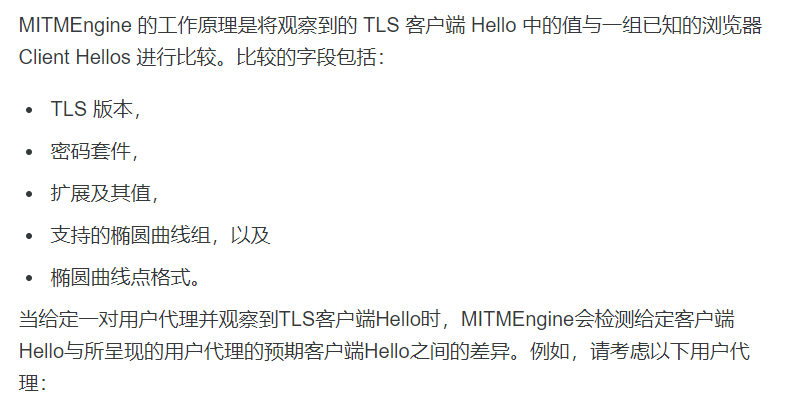 MITMEngine 的工作原理是将观察到的 TLS 客户端 Hello 中的值与一组已知的浏览器
Client Hellos 进行比较。比较的字段包括：
• TLS 版本，
• 密码套件，
• 扩展及其值，
• 支持的椭圆曲线组，以及
• 椭圆曲线点格式。
当给定一对用户代理并观察到TLS客户端Hello时，MITMEngine会检测给定客户端
Hello与所呈现的用户代理的预期客户端Hello之间的差异。例如，请考虑以下用户代
理：